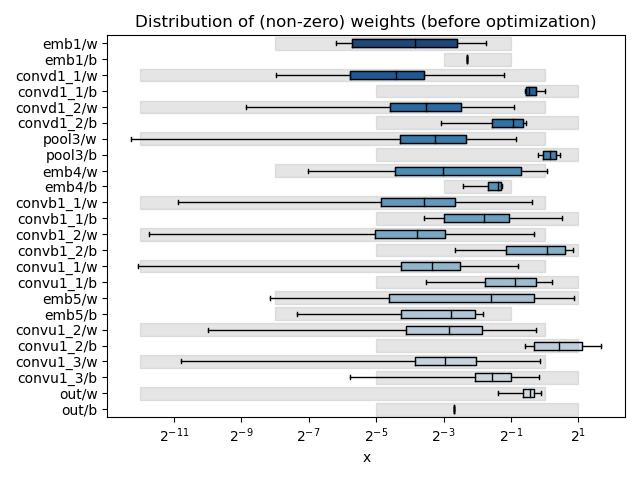 Distribution of (non-zero) weights (before optimization)
emb1/w
emb1/b
convd1_1/w
convd1_1/b
convd1_2/w
convd1_2/b
pool3/w
pool3/b
emb4/w
emb4/b
convb1_1/w
convb1_1/b
convb1_2/w
convb1_2/b
convu1_1/w
convu1_1/b
emb5/w
emb5/b
convu1_2/w
convu1_2/b
convu1_3/w
convu1_3/b
out/w
out/b
2⁻¹¹ 2⁻⁹ 2⁻⁷ 2⁻⁵ 2⁻³ 2⁻¹ 2¹
x